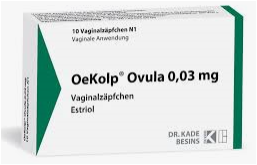 10 Vaginalzäpfchen N1
Vaginale Anwendung
OeKolp® Ovula 0,03 mg
Vaginalzäpfchen
Estriol
DR. KADE
BESINS